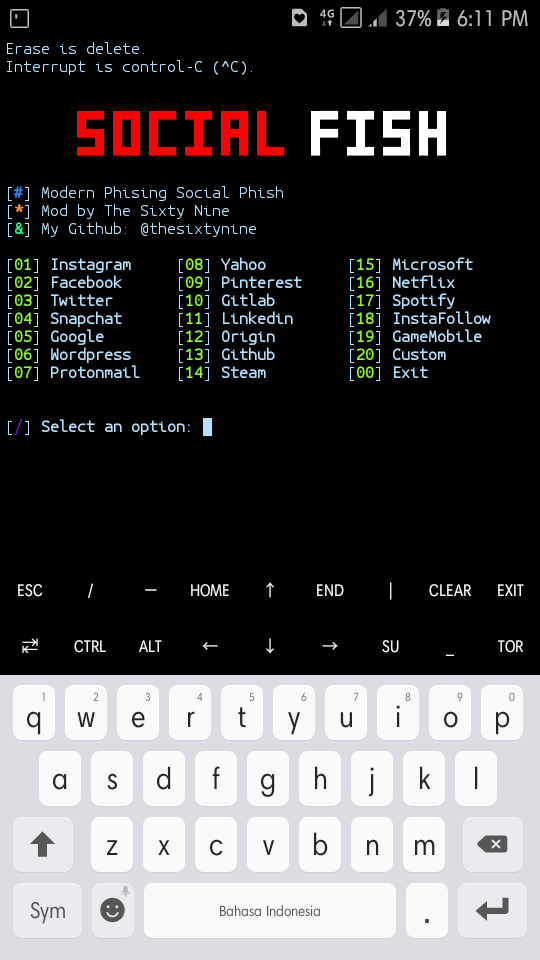 4G 37% 6:11 PM
Erase is delete.
Interrupt is control-C (^C).
SOCIAL FISH
[#] Modern Phising Social Phish
[*] Mod by The Sixty Nine
[&] My Github: @thesixtynine
[01] Instagram [08] Yahoo [15] Microsoft
[02] Facebook [09] Pinterest [16] Netflix
[03] Twitter [10] Gitlab [17] Spotify
[04] Snapchat [11] Linkedin [18] InstaFollow
[05] Google [12] Origin [19] GameMobile
[06] Wordpress [13] Github [20] Custom
[07] Protonmail [14] Steam [00] Exit
[/] Select an option:
ESC / — HOME ↑ END | CLEAR EXIT
⇄ CTRL ALT ← ↓ → SU _ TOR
1 2 3 4 5 6 7 8 9 0
q w e r t y u i o p
a s d f g h j k l
z x c v b n m
Sym Bahasa Indonesia .